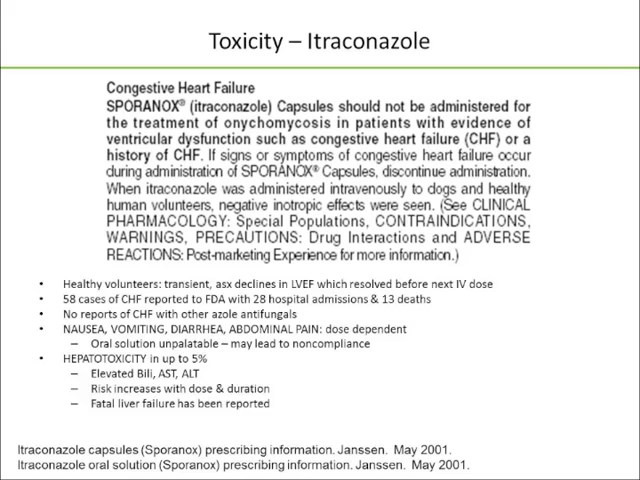 Toxicity – Itraconazole
Congestive Heart Failure
SPORANOX® (itraconazole) Capsules should not be administered for
the treatment of onychomycosis in patients with evidence of
ventricular dysfunction such as congestive heart failure (CHF) or a
history of CHF. If signs or symptoms of congestive heart failure occur
during administration of SPORANOX® Capsules, discontinue administration.
When itraconazole was administered intravenously to dogs and healthy
human volunteers, negative inotropic effects were seen. (See CLINICAL
PHARMACOLOGY: Special Populations, CONTRAINDICATIONS,
WARNINGS, PRECAUTIONS: Drug Interactions and ADVERSE
REACTIONS: Post-marketing Experience for more information.)
• Healthy volunteers: transient, asx declines in LVEF which resolved before next IV dose
• 58 cases of CHF reported to FDA with 28 hospital admissions & 13 deaths
• No reports of CHF with other azole antifungals
• NAUSEA, VOMITING, DIARRHEA, ABDOMINAL PAIN: dose dependent
– Oral solution unpalatable – may lead to noncompliance
• HEPATOTOXICITY in up to 5%
– Elevated Bili, AST, ALT
– Risk increases with dose & duration
– Fatal liver failure has been reported
Itraconazole capsules (Sporanox) prescribing information. Janssen. May 2001.
Itraconazole oral solution (Sporanox) prescribing information. Janssen. May 2001.